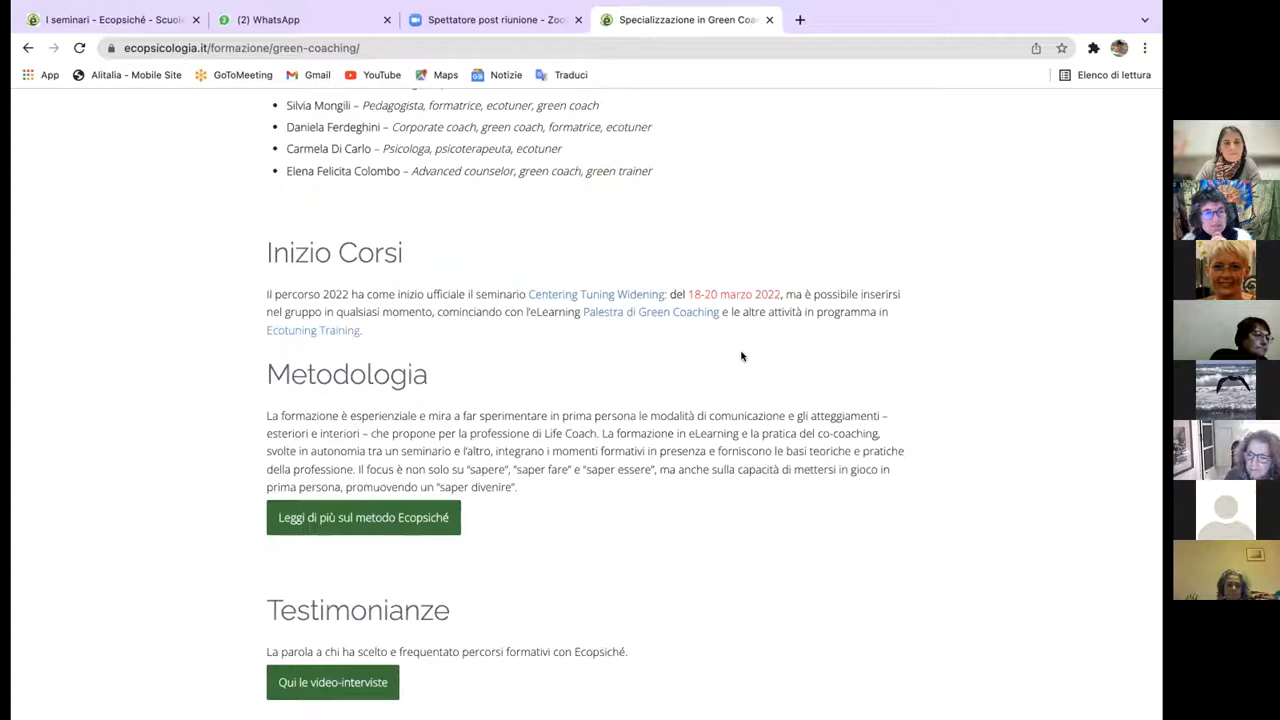 I seminari - Ecopsiché - Scuole
(2) WhatsApp
Spettatore post riunione - Zoo
Specializzazione in Green Coa
ecopsicologia.it/formazione/green-coaching/
App
Alitalia - Mobile Site
GoToMeeting
Gmail
YouTube
Maps
Notizie
Traduci
Elenco di lettura
Silvia Mongili – Pedagogista, formatrice, ecotuner, green coach
Daniela Ferdeghini – Corporate coach, green coach, formatrice, ecotuner
Carmela Di Carlo – Psicologa, psicoterapeuta, ecotuner
Elena Felicita Colombo – Advanced counselor, green coach, green trainer
Inizio Corsi
Il percorso 2022 ha come inizio ufficiale il seminario Centering Tuning Widening: del 18-20 marzo 2022, ma è possibile inserirsi
nel gruppo in qualsiasi momento, cominciando con l'eLearning Palestra di Green Coaching e le altre attività in programma in
Ecotuning Training.
Metodologia
La formazione è esperienziale e mira a far sperimentare in prima persona le modalità di comunicazione e gli atteggiamenti –
esteriori e interiori – che propone per la professione di Life Coach. La formazione in eLearning e la pratica del co-coaching,
svolte in autonomia tra un seminario e l'altro, integrano i momenti formativi in presenza e forniscono le basi teoriche e pratiche
della professione. Il focus è non solo su "sapere", "saper fare" e "saper essere", ma anche sulla capacità di mettersi in gioco in
prima persona, promuovendo un "saper divenire".
Leggi di più sul metodo Ecopsiché
Testimonianze
La parola a chi ha scelto e frequentato percorsi formativi con Ecopsiché.
Qui le video-interviste